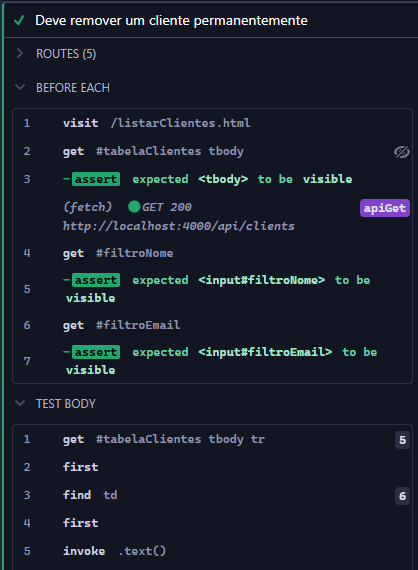 Deve remover um cliente permanentemente
ROUTES (5)
BEFORE EACH
1 visit /listarClientes.html
2 get #tabelaClientes tbody
3 -assert expected <tbody> to be visible
(fetch) GET 200 apiGet
http://localhost:4000/api/clients
4 get #filtroNome
5 -assert expected <input#filtroNome> to be
visible
6 get #filtroEmail
7 -assert expected <input#filtroEmail> to be
visible
TEST BODY
1 get #tabelaClientes tbody tr 5
2 first
3 find td 6
4 first
5 invoke .text()